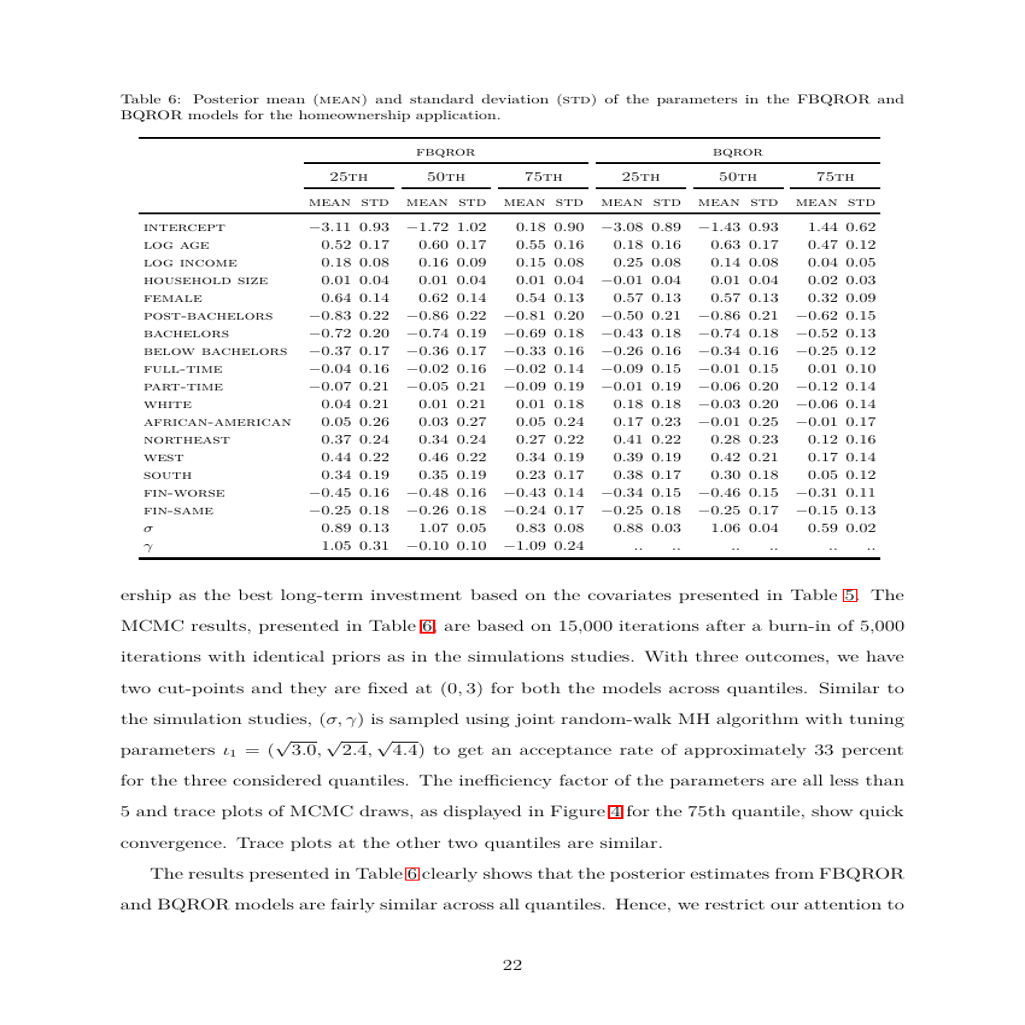 Table 6: Posterior mean (MEAN) and standard deviation (STD) of the parameters in the FBQROR and
BQROR models for the homeownership application.
FBQROR BQROR
25TH 50TH 75TH 25TH 50TH 75TH
MEAN STD MEAN STD MEAN STD MEAN STD MEAN STD MEAN STD
INTERCEPT −3.11 0.93 −1.72 1.02 0.18 0.90 −3.08 0.89 −1.43 0.93 1.44 0.62
LOG AGE 0.52 0.17 0.60 0.17 0.55 0.16 0.18 0.16 0.63 0.17 0.47 0.12
LOG INCOME 0.18 0.08 0.16 0.09 0.15 0.08 0.25 0.08 0.14 0.08 0.04 0.05
HOUSEHOLD SIZE 0.01 0.04 0.01 0.04 0.01 0.04 −0.01 0.04 0.01 0.04 0.02 0.03
FEMALE 0.64 0.14 0.62 0.14 0.54 0.13 0.57 0.13 0.57 0.13 0.32 0.09
POST-BACHELORS −0.83 0.22 −0.86 0.22 −0.81 0.20 −0.50 0.21 −0.86 0.21 −0.62 0.15
BACHELORS −0.72 0.20 −0.74 0.19 −0.69 0.18 −0.43 0.18 −0.74 0.18 −0.52 0.13
BELOW BACHELORS −0.37 0.17 −0.36 0.17 −0.33 0.16 −0.26 0.16 −0.34 0.16 −0.25 0.12
FULL-TIME −0.04 0.16 −0.02 0.16 −0.02 0.14 −0.09 0.15 −0.01 0.15 0.01 0.10
PART-TIME −0.07 0.21 −0.05 0.21 −0.09 0.19 −0.01 0.19 −0.06 0.20 −0.12 0.14
WHITE 0.04 0.21 0.01 0.21 0.01 0.18 0.18 0.18 −0.03 0.20 −0.06 0.14
AFRICAN-AMERICAN 0.05 0.26 0.03 0.27 0.05 0.24 0.17 0.23 −0.01 0.25 −0.01 0.17
NORTHEAST 0.37 0.24 0.34 0.24 0.27 0.22 0.41 0.22 0.28 0.23 0.12 0.16
WEST 0.44 0.22 0.46 0.22 0.34 0.19 0.39 0.19 0.42 0.21 0.17 0.14
SOUTH 0.34 0.19 0.35 0.19 0.23 0.17 0.38 0.17 0.30 0.18 0.05 0.12
FIN-WORSE −0.45 0.16 −0.48 0.16 −0.43 0.14 −0.34 0.15 −0.46 0.15 −0.31 0.11
FIN-SAME −0.25 0.18 −0.26 0.18 −0.24 0.17 −0.25 0.18 −0.25 0.17 −0.15 0.13
σ 0.89 0.13 1.07 0.05 0.83 0.08 0.88 0.03 1.06 0.04 0.59 0.02
γ 1.05 0.31 −0.10 0.10 −1.09 0.24 .. .. .. .. .. ..
ership as the best long-term investment based on the covariates presented in Table 5. The
MCMC results, presented in Table 6, are based on 15,000 iterations after a burn-in of 5,000
iterations with identical priors as in the simulations studies. With three outcomes, we have
two cut-points and they are fixed at (0, 3) for both the models across quantiles. Similar to
the simulation studies, (σ, γ) is sampled using joint random-walk MH algorithm with tuning
parameters ι₁ = (√3.0, √2.4, √4.4) to get an acceptance rate of approximately 33 percent
for the three considered quantiles. The inefficiency factor of the parameters are all less than
5 and trace plots of MCMC draws, as displayed in Figure 4 for the 75th quantile, show quick
convergence. Trace plots at the other two quantiles are similar.
The results presented in Table 6 clearly shows that the posterior estimates from FBQROR
and BQROR models are fairly similar across all quantiles. Hence, we restrict our attention to
22